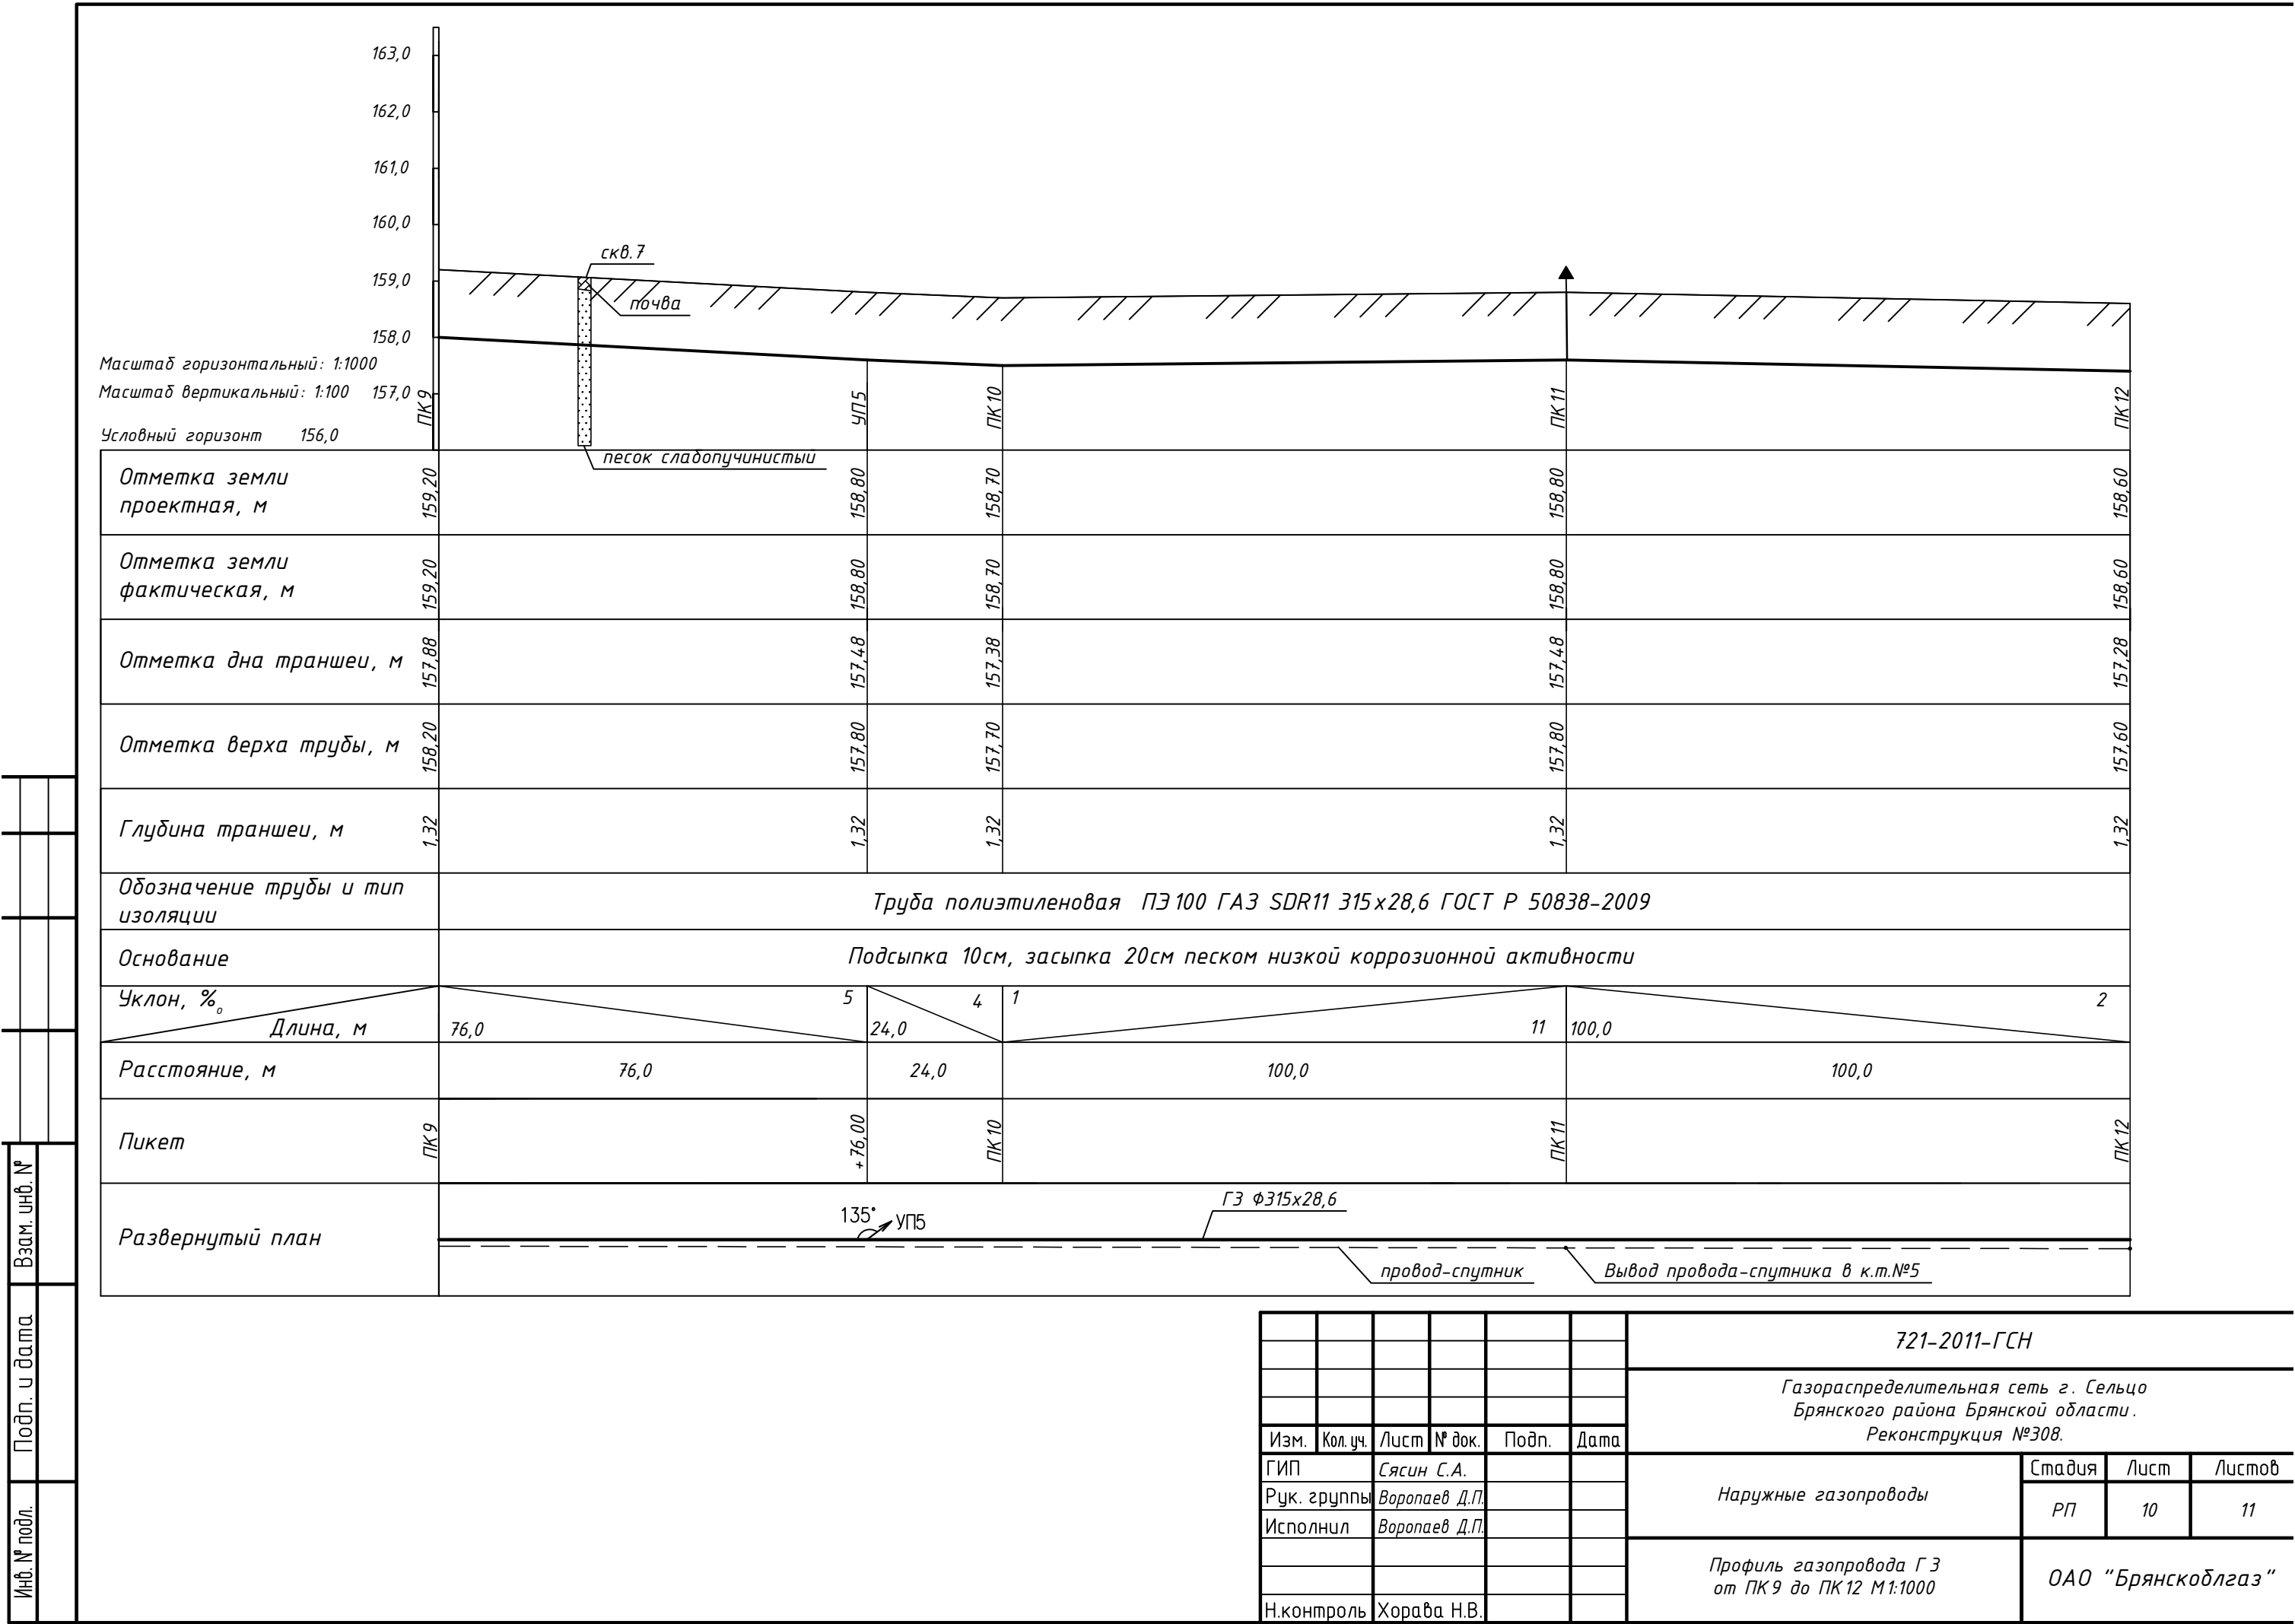 163,0
162,0
161,0
160,0
159,0
158,0
157,0
скв.7
почва
песок слабопучинистый
Масштаб горизонтальный: 1:1000
Масштаб вертикальный: 1:100
Условный горизонт 156,0
ПК9 УП5 ПК10 ПК11 ПК12
Отметка земли
проектная, м
159,20 158,80 158,70 158,80 158,60
Отметка земли
фактическая, м
159,20 158,80 158,70 158,80 158,60
Отметка дна траншеи, м
157,88 157,48 157,38 157,48 157,28
Отметка верха трубы, м
158,20 157,80 157,70 157,80 157,60
Глубина траншеи, м
1,32 1,32 1,32 1,32 1,32
Обозначение трубы и тип
изоляции
Труба полиэтиленовая ПЭ100 ГАЗ SDR11 315х28,6 ГОСТ Р 50838-2009
Основание
Подсыпка 10см, засыпка 20см песком низкой коррозионной активности
Уклон, %о
5 4 1 2
Длина, м
76,0 24,0 11 100,0
Расстояние, м
76,0 24,0 100,0 100,0
Пикет
ПК9 +76,00 ПК10 ПК11 ПК12
Развернутый план
135° УП5
Г3 Ф315х28,6
провод-спутник
Вывод провода-спутника в к.т.№5
Взам. инв. №
Подп. и дата
Инв. № подл.
721-2011-ГСН
Газораспределительная сеть г. Сельцо
Брянского района Брянской области.
Реконструкция №308.
Изм. Кол. уч. Лист № док. Подп. Дата
ГИП Сясин С.А.
Рук. группы Воропаев Д.П.
Исполнил Воропаев Д.П.
Н.контроль Хорава Н.В.
Наружные газопроводы
Стадия Лист Листов
РП 10 11
Профиль газопровода Г3
от ПК9 до ПК12 М1:1000
ОАО "Брянскоблгаз"